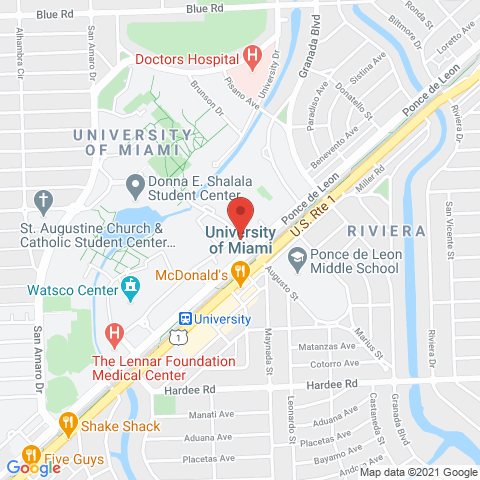 Blue Rd
Blue Rd
Alhambra Cir
San Amaro Dr
Doctors Hospital
H
University Dr
Granada Blvd
Ronda St
Biltmore Dr
Loretto Ave
Sistina Ave
Pisano Ave
Brunson Dr
Paradiso Ave
Donatello St
Ponce de Leon
Riviera Dr
UNIVERSITY
OF MIAMI
Benevento Ave
Miller Rd
Donna E. Shalala
Student Center
Ponce de Leon
U.S. Rte 1
San Vicente St
St. Augustine Church &
Catholic Student Center...
University
of Miami
RIVIERA
McDonald's
Ponce de Leon
Middle School
Watsco Center
Augusto St
University
1
San Amaro Dr
H
The Lennar Foundation
Medical Center
Maynada St
Matanzas Ave
Marius St
Cotorro Ave
Riviera Dr
Hardee Rd
Hardee Rd
Manati Ave
Leonardo St
Castaneda St
Granada Blvd
Shake Shack
Aduana Ave
Aduana Ave
Placetas Ave
Placetas Ave
Five Guys
Bayamo Ave
Google
Map data ©2021 Google